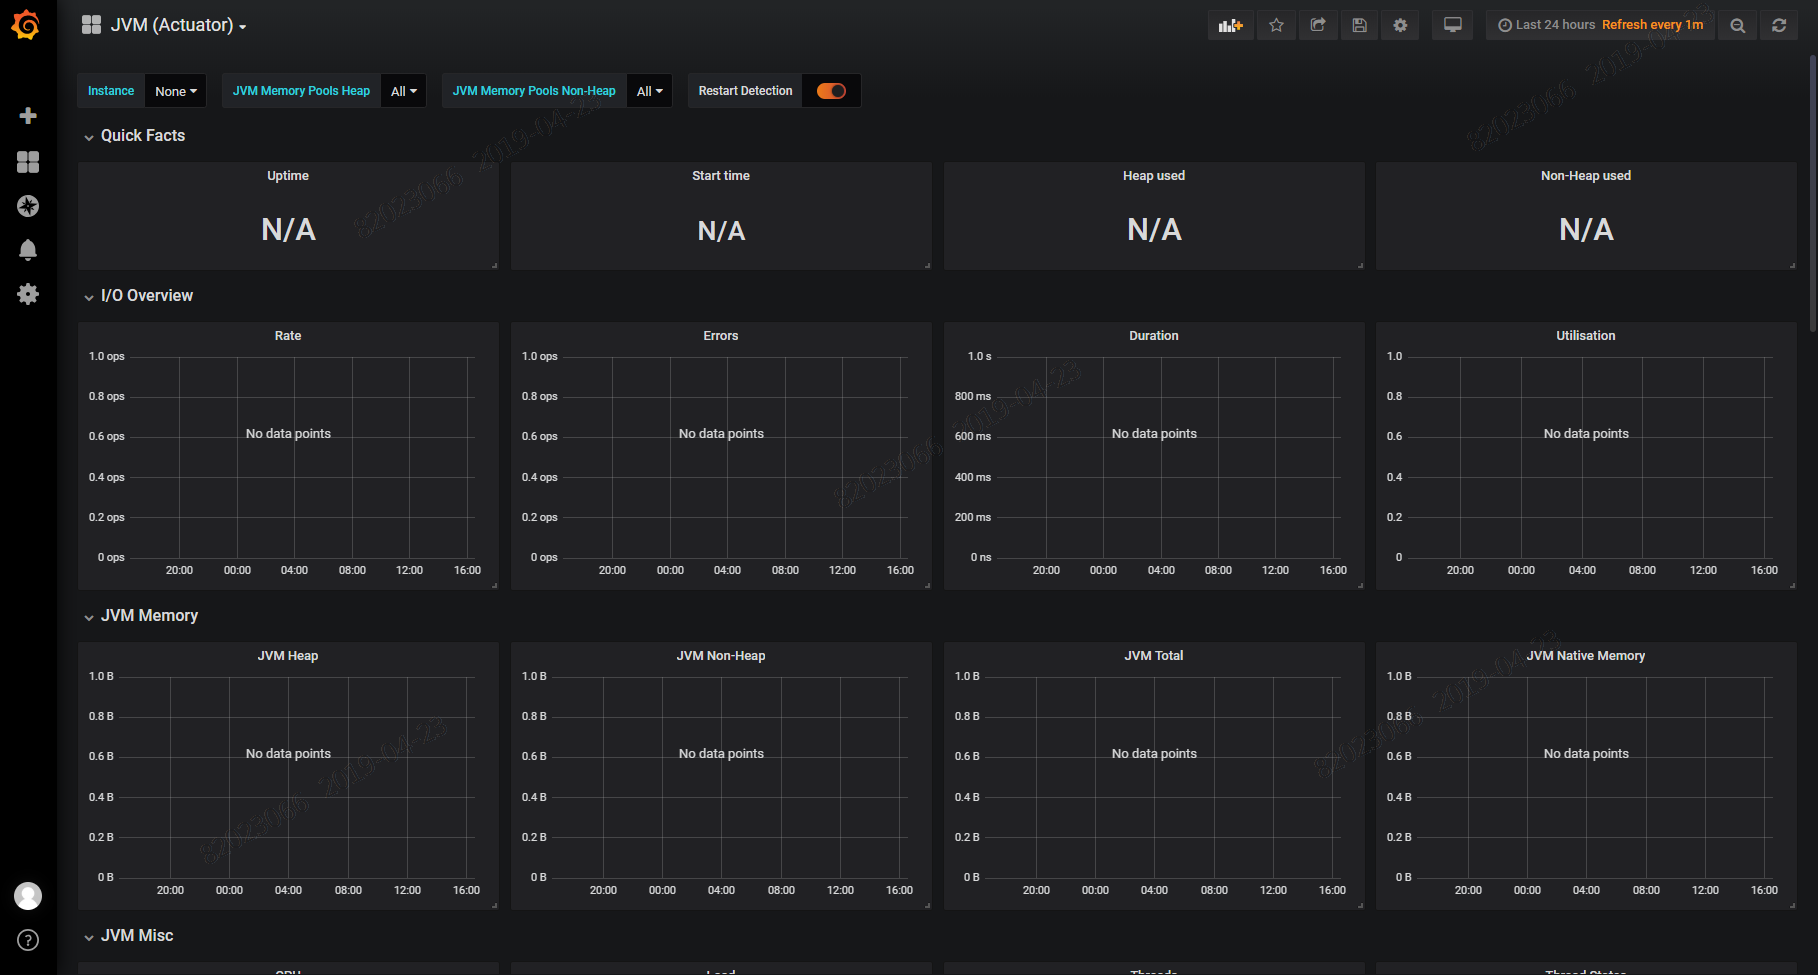 JVM (Actuator)
Last 24 hours Refresh every 1m
Instance None JVM Memory Pools Heap All JVM Memory Pools Non-Heap All Restart Detection
Quick Facts
Uptime
N/A
Start time
N/A
Heap used
N/A
Non-Heap used
N/A
I/O Overview
Rate
1.0 ops
0.8 ops
0.6 ops
0.4 ops
0.2 ops
0 ops
No data points
20:00 00:00 04:00 08:00 12:00 16:00
Errors
1.0 ops
0.8 ops
0.6 ops
0.4 ops
0.2 ops
0 ops
No data points
20:00 00:00 04:00 08:00 12:00 16:00
Duration
1.0 s
800 ms
600 ms
400 ms
200 ms
0 ns
No data points
20:00 00:00 04:00 08:00 12:00 16:00
Utilisation
1.0
0.8
0.6
0.4
0.2
0
No data points
20:00 00:00 04:00 08:00 12:00 16:00
JVM Memory
JVM Heap
1.0 B
0.8 B
0.6 B
0.4 B
0.2 B
0 B
No data points
20:00 00:00 04:00 08:00 12:00 16:00
JVM Non-Heap
1.0 B
0.8 B
0.6 B
0.4 B
0.2 B
0 B
No data points
20:00 00:00 04:00 08:00 12:00 16:00
JVM Total
1.0 B
0.8 B
0.6 B
0.4 B
0.2 B
0 B
No data points
20:00 00:00 04:00 08:00 12:00 16:00
JVM Native Memory
1.0 B
0.8 B
0.6 B
0.4 B
0.2 B
0 B
No data points
20:00 00:00 04:00 08:00 12:00 16:00
JVM Misc
CPU
Load
Threads
Thread States
2019-04-23